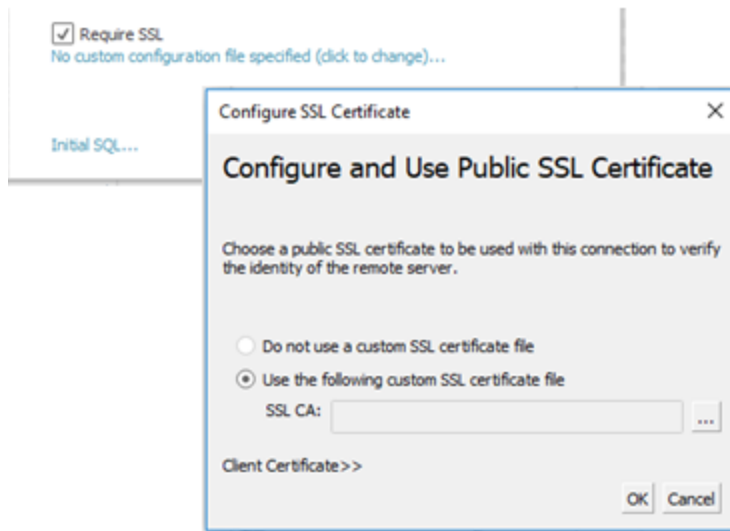 Require SSL
No custom configuration file specified (click to change)...
Initial SQL...
Configure SSL Certificate
Configure and Use Public SSL Certificate
Choose a public SSL certificate to be used with this connection to verify
the identity of the remote server.
Do not use a custom SSL certificate file
Use the following custom SSL certificate file
SSL CA:
...
Client Certificate>>
OK Cancel